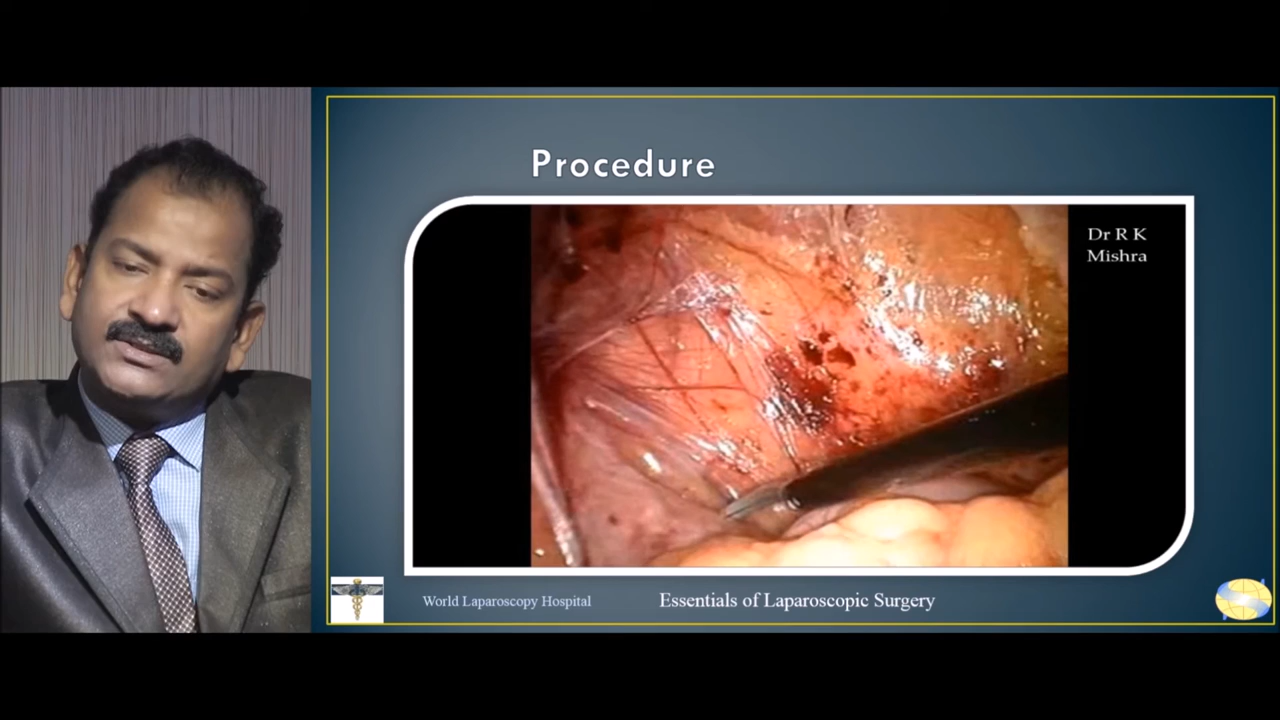 Procedure
Dr R K
Mishra
World Laparoscopy Hospital
Essentials of Laparoscopic Surgery